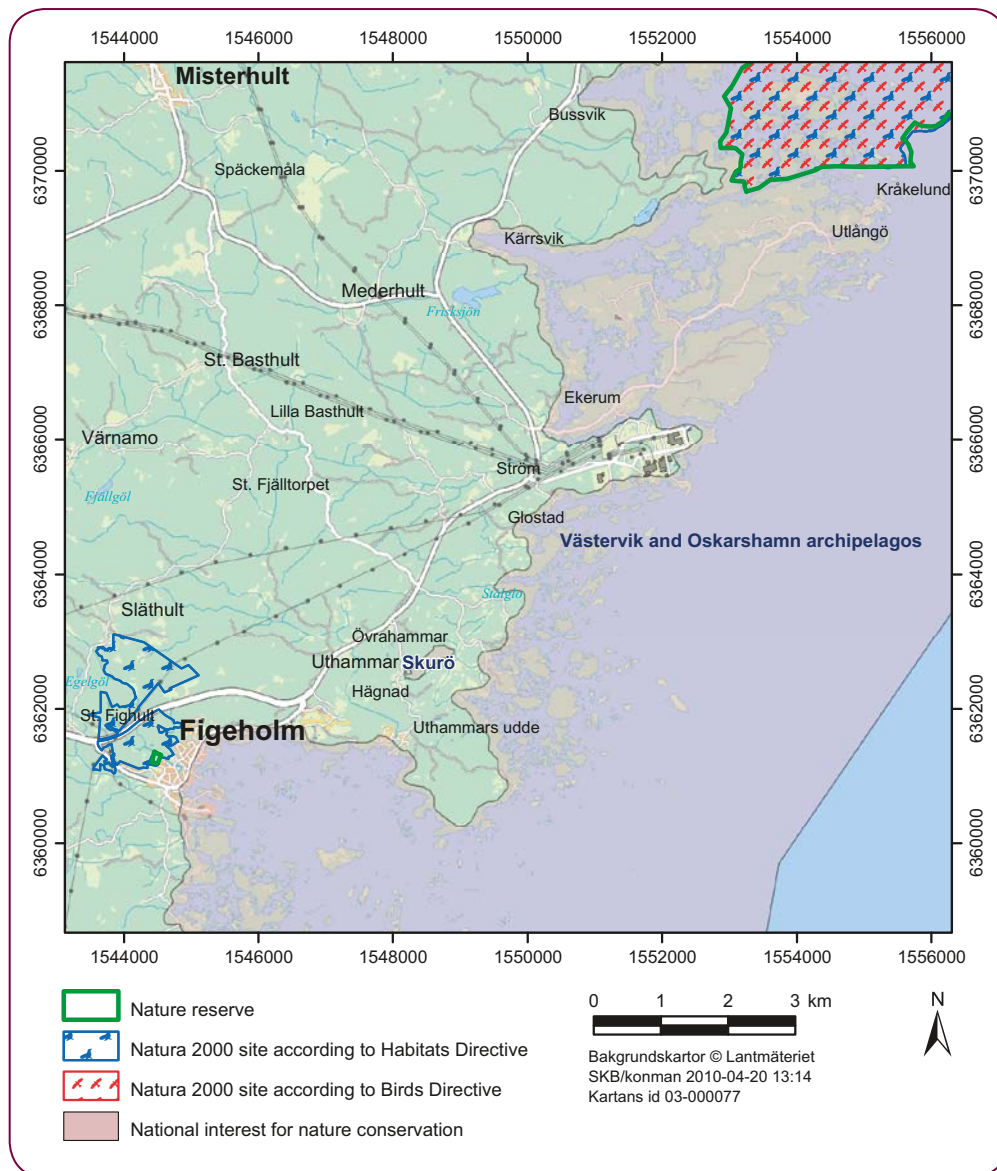 1544000 1546000 1548000 1550000 1552000 1554000 1556000
Misterhult
Bussvik
6370000
Späckemåla
6370000
Kråkelund
Utlångö
Kärrsvik
Mederhult
6368000
Frisksjön
6368000
St. Basthult
Ekerum
Lilla Basthult
6366000
Värnamo
6366000
Ström
St. Fjälltorpet
Fjällgöl
Glostad
Västervik and Oskarshamn archipelagos
6364000
6364000
Stålglo
Släthult
Övrahammar
Uthammar Skurö
Egelgöl
Hägnad
6362000
St. Fighult
6362000
Figeholm
Uthammars udde
6360000
6360000
1544000 1546000 1548000 1550000 1552000 1554000 1556000
Nature reserve
Natura 2000 site according to Habitats Directive
Natura 2000 site according to Birds Directive
National interest for nature conservation
0 1 2 3 km
Bakgrundskartor © Lantmäteriet
SKB/konman 2010-04-20 13:14
Kartans id 03-000077
N